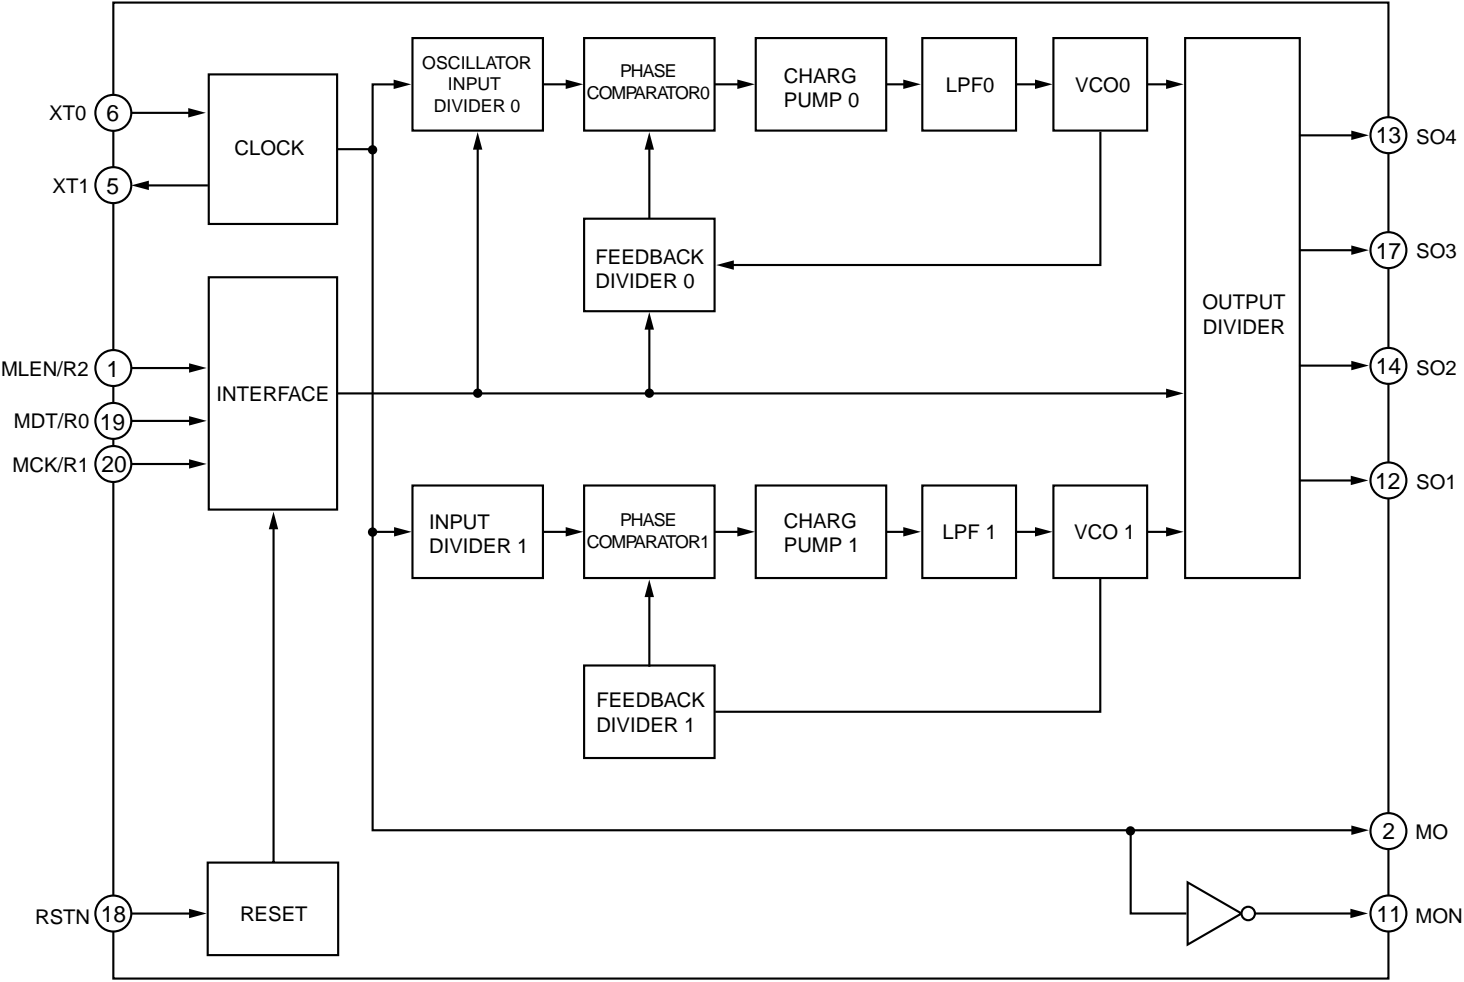 XT0
6
XT1
5
CLOCK
OSCILLATOR
INPUT
DIVIDER 0
PHASE
COMPARATOR0
CHARG
PUMP 0
LPF0
VCO0
FEEDBACK
DIVIDER 0
MLEN/R2
1
MDT/R0
19
MCK/R1
20
INTERFACE
OUTPUT
DIVIDER
13
SO4
17
SO3
14
SO2
12
SO1
INPUT
DIVIDER 1
PHASE
COMPARATOR1
CHARG
PUMP 1
LPF 1
VCO 1
FEEDBACK
DIVIDER 1
RSTN
18
RESET
2
MO
11
MON